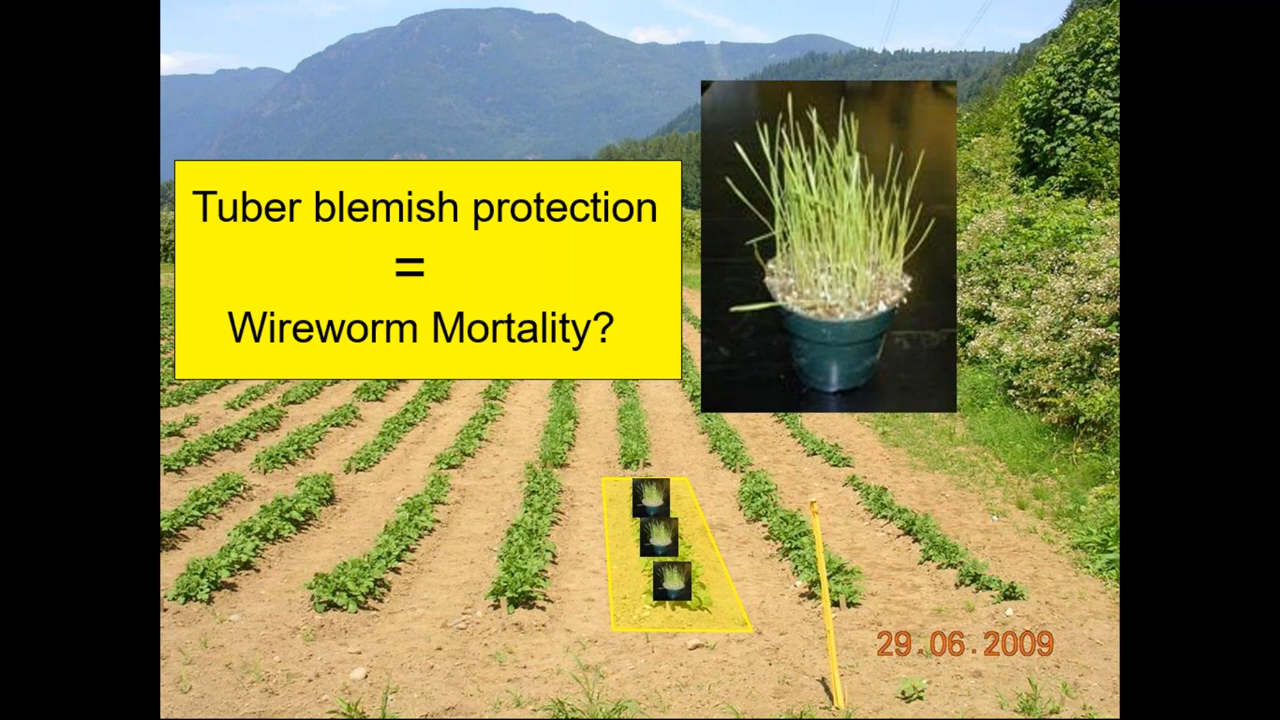 Tuber blemish protection
=
Wireworm Mortality?
29.06.2009